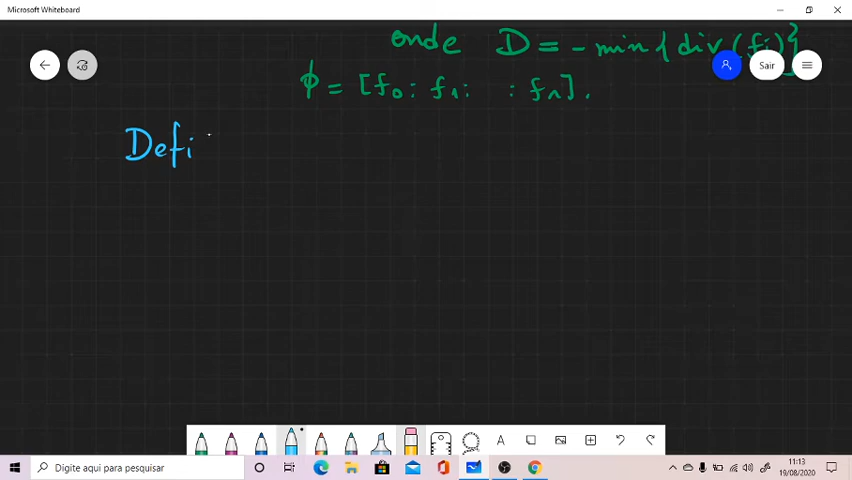 Microsoft Whiteboard
onde D = - min { div (fi)}
ϕ = [f₀ : f₁ : : fₙ].
Sair
Defi
A
Digite aqui para pesquisar
11:13
19/08/2020